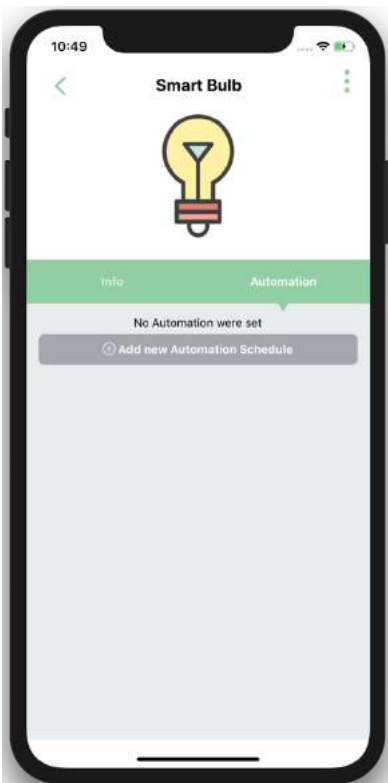 10:49
Smart Bulb
Info
Automation
No Automation were set
Add new Automation Schedule